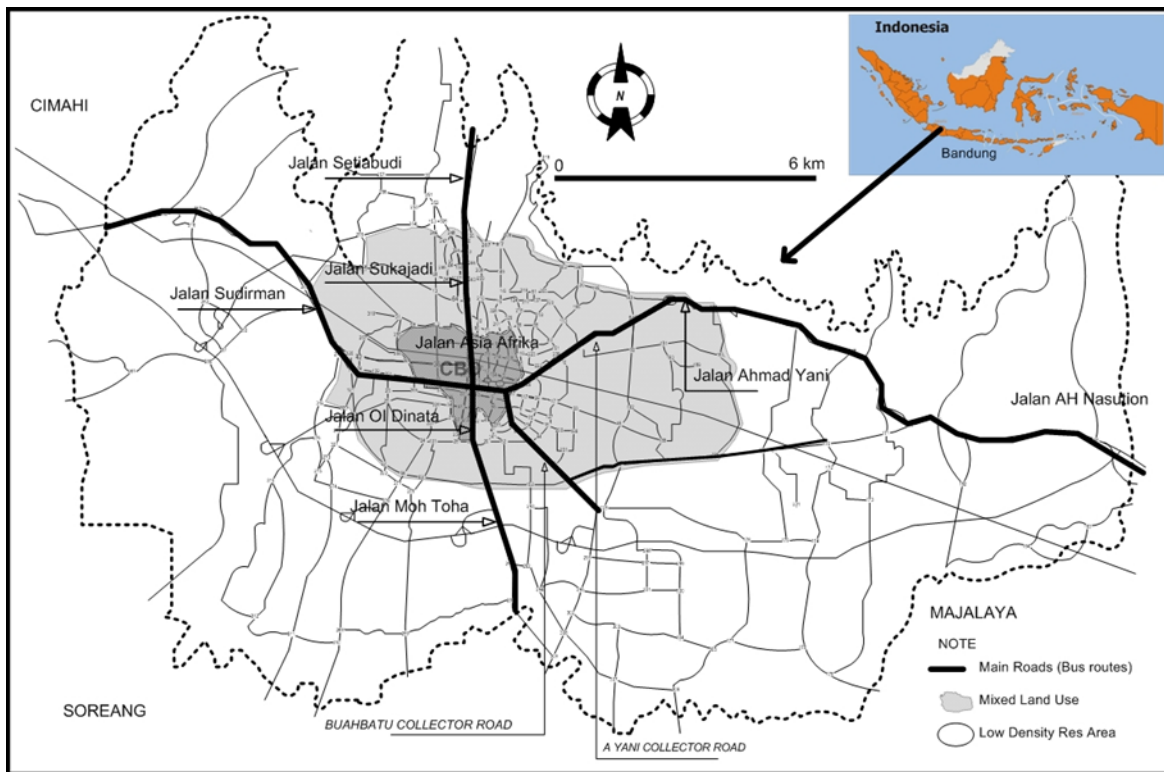 Indonesia
Bandung
CIMAHI
N
0 6 km
Jalan Setiabudi
Jalan Sukajadi
Jalan Sudirman
Jalan Asia Afrika
CBD
Jalan Ahmad Yani
Jalan AH Nasution
Jalan Ol Dinata
Jalan Moh Toha
MAJALAYA
NOTE
Main Roads (Bus routes)
Mixed Land Use
Low Density Res Area
SOREANG
BUAHBATU COLLECTOR ROAD
A YANI COLLECTOR ROAD